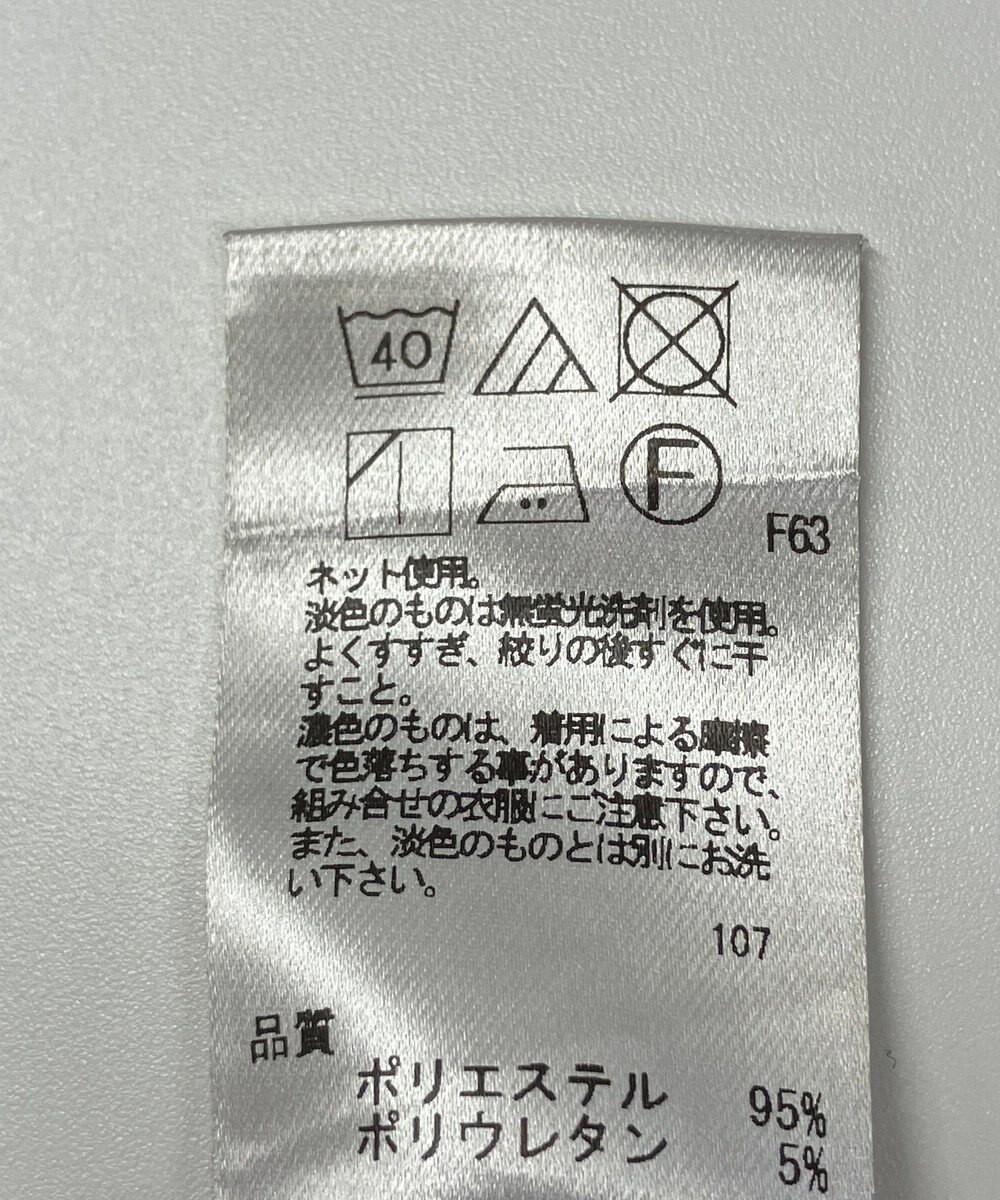 40
F
F63
ネット使用。
淡色のものは無蛍光洗剤を使用。
よくすすぎ、絞りの後すぐに干
すこと。
濃色のものは、着用による摩擦
で色落ちする事がありますので、
組み合せの衣服にご注意下さい。
また、淡色のものとは別にお洗
い下さい。
107
品質
ポリエステル 95%
ポリウレタン 5%